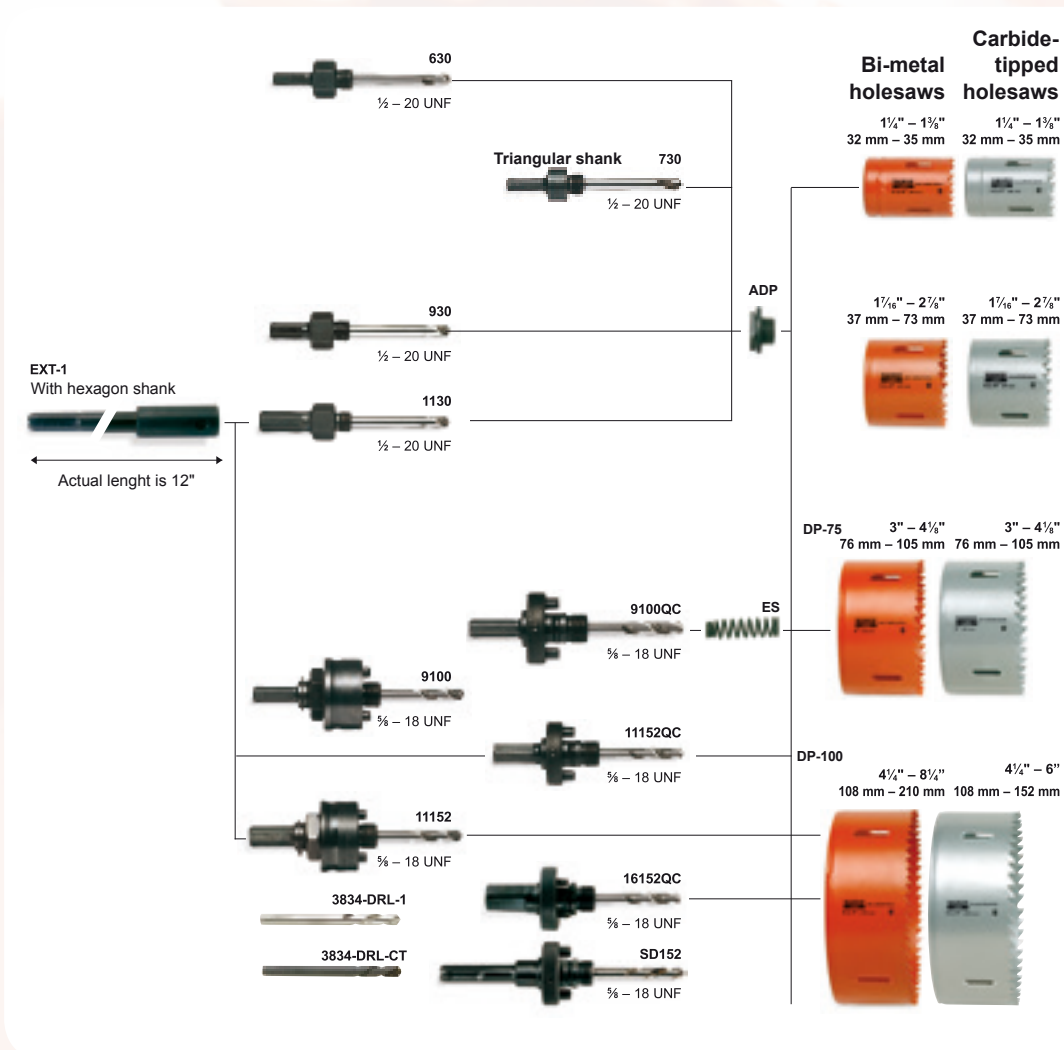 630
½ – 20 UNF
Triangular shank 730
½ – 20 UNF
930
½ – 20 UNF
EXT-1
With hexagon shank
Actual lenght is 12"
1130
½ – 20 UNF
ADP
9100QC
⅝ – 18 UNF
ES
9100
⅝ – 18 UNF
11152QC
⅝ – 18 UNF
11152
⅝ – 18 UNF
16152QC
⅝ – 18 UNF
3834-DRL-1
3834-DRL-CT
SD152
⅝ – 18 UNF
Bi-metal
holesaws
Carbide-
tipped
holesaws
1¼" – 1⅜"
32 mm – 35 mm
1¼" – 1⅜"
32 mm – 35 mm
1⁷⁄₁₆" – 2⅞"
37 mm – 73 mm
1⁷⁄₁₆" – 2⅞"
37 mm – 73 mm
DP-75
3" – 4⅛"
76 mm – 105 mm
3" – 4⅛"
76 mm – 105 mm
DP-100
4¼" – 8¼”
108 mm – 210 mm
4¼" – 6”
108 mm – 152 mm